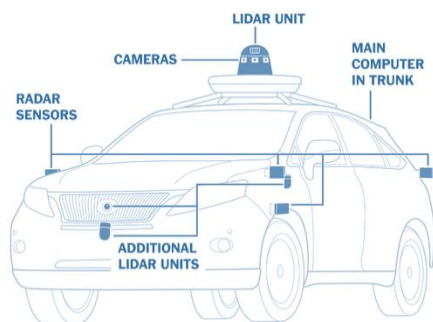 LIDAR UNIT
CAMERAS
MAIN
COMPUTER
IN TRUNK
RADAR
SENSORS
ADDITIONAL
LIDAR UNITS